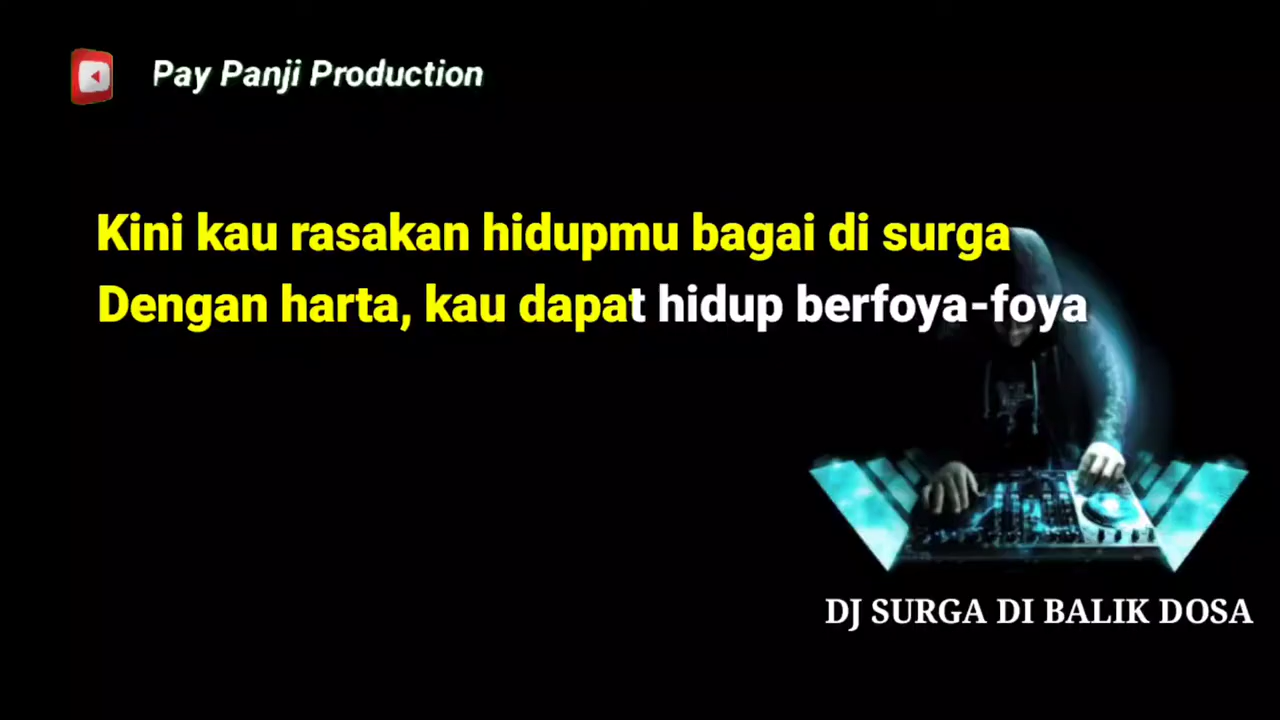 Pay Panji Production
Kini kau rasakan hidupmu bagai di surga
Dengan harta, kau dapat hidup berfoya-foya
DJ SURGA DI BALIK DOSA